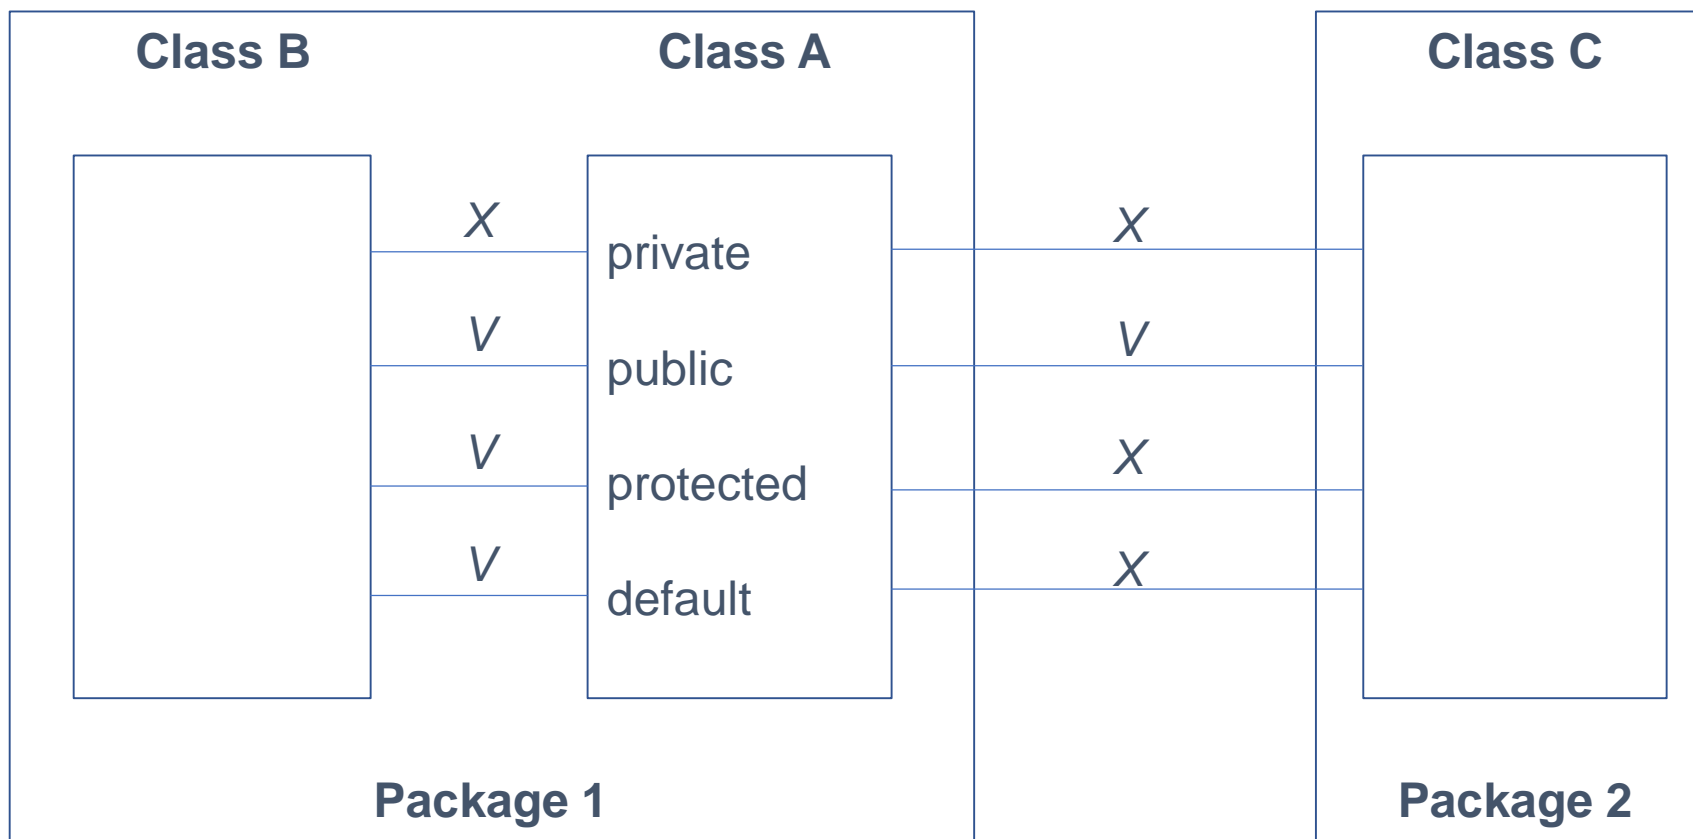 Class B Class A Class C
X X
private
V V
public
V X
protected
V X
default
Package 1 Package 2